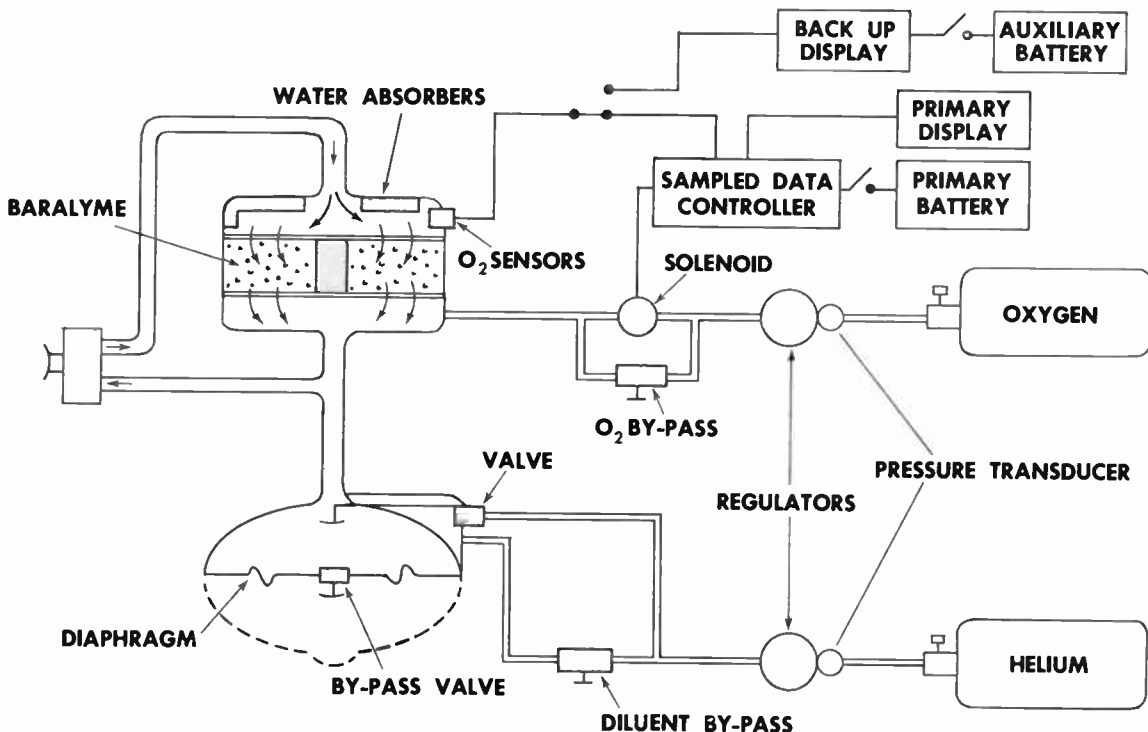 BACK UP
DISPLAY
AUXILIARY
BATTERY
WATER ABSORBERS
PRIMARY
DISPLAY
BARALYME
SAMPLED DATA
CONTROLLER
PRIMARY
BATTERY
O₂ SENSORS
SOLENOID
OXYGEN
O₂ BY-PASS
VALVE
PRESSURE TRANSDUCER
REGULATORS
DIAPHRAGM
HELIUM
BY-PASS VALVE
DILUENT BY-PASS